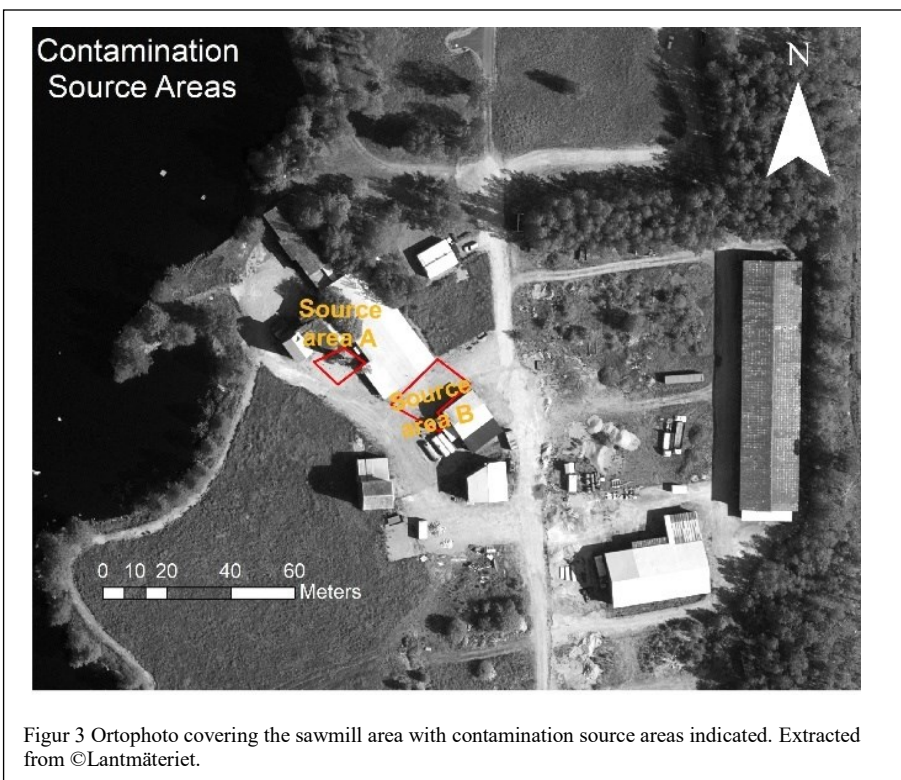 Contamination
Source Areas
N
Source
area A
Source
area B
0 10 20 40 60
Meters
Figur 3 Ortophoto covering the sawmill area with contamination source areas indicated. Extracted
from ©Lantmäteriet.